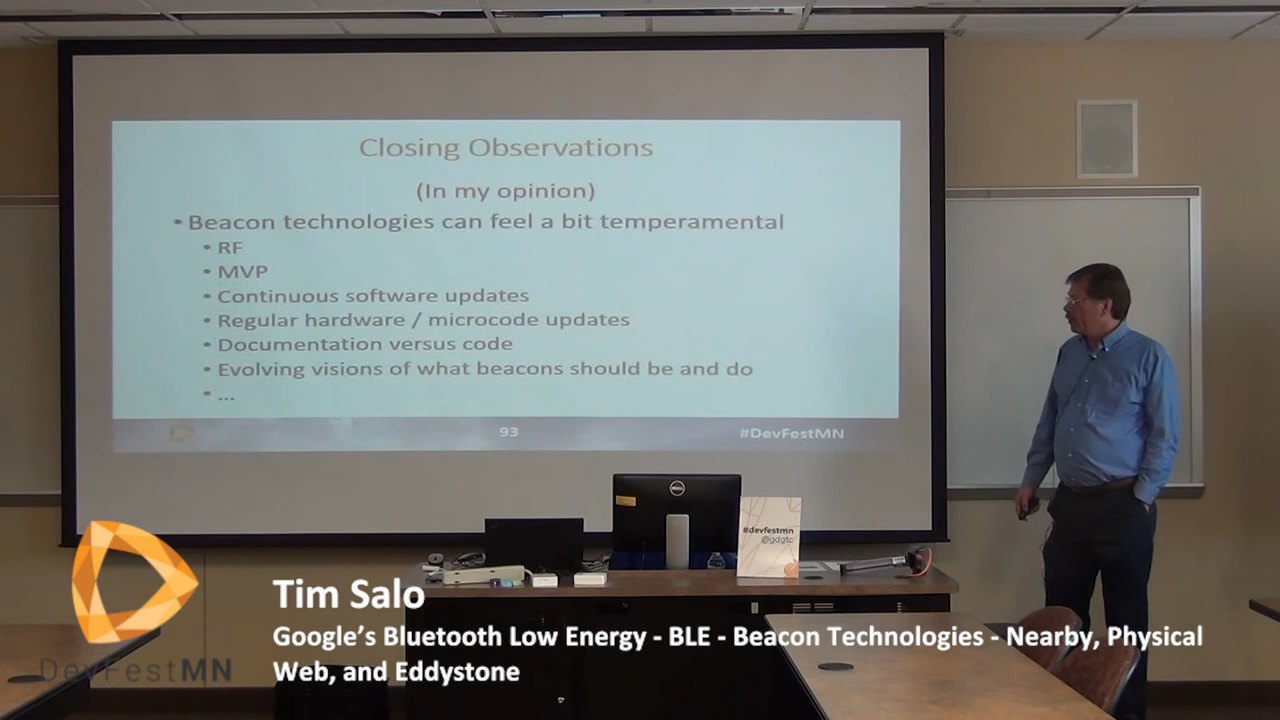 Closing Observations
(In my opinion)
• Beacon technologies can feel a bit temperamental
• RF
• MVP
• Continuous software updates
• Regular hardware / microcode updates
• Documentation versus code
• Evolving visions of what beacons should be and do
• ...
93
#DevFestMN
DELL
#devfestmn
@gdgtc
Tim Salo
Google's Bluetooth Low Energy - BLE - Beacon Technologies - Nearby, Physical
Web, and Eddystone
DevFestMN